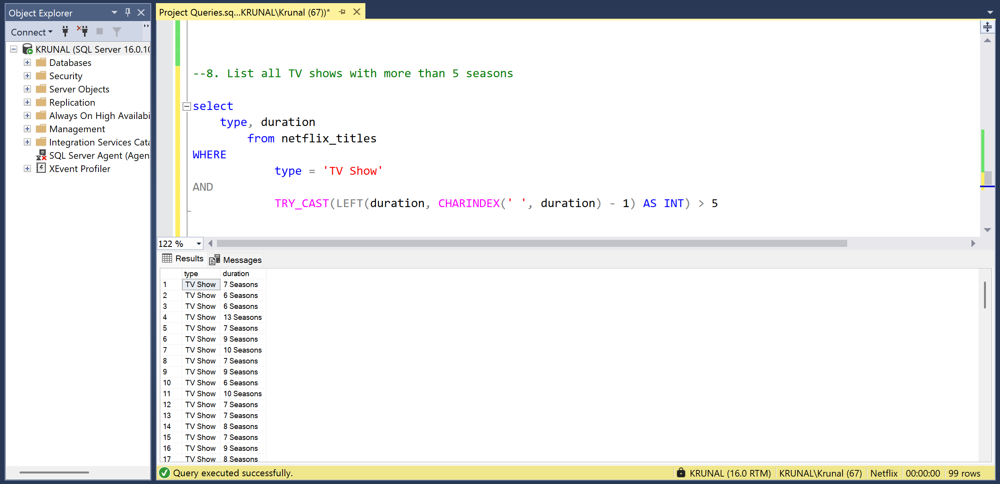 Object Explorer
Connect
KRUNAL (SQL Server 16.0.10
Databases
Security
Server Objects
Replication
Always On High Availabi
Management
Integration Services Cata
SQL Server Agent (Agen
XEvent Profiler
Project Queries.sq...KRUNAL\Krunal (67))*
--8. List all TV shows with more than 5 seasons
select
type, duration
from netflix_titles
WHERE
type = 'TV Show'
AND
TRY_CAST(LEFT(duration, CHARINDEX(' ', duration) - 1) AS INT) > 5
122 %
Results Messages
type duration
1 TV Show 7 Seasons
2 TV Show 6 Seasons
3 TV Show 6 Seasons
4 TV Show 13 Seasons
5 TV Show 7 Seasons
6 TV Show 9 Seasons
7 TV Show 10 Seasons
8 TV Show 7 Seasons
9 TV Show 9 Seasons
10 TV Show 6 Seasons
11 TV Show 10 Seasons
12 TV Show 7 Seasons
13 TV Show 7 Seasons
14 TV Show 8 Seasons
15 TV Show 7 Seasons
16 TV Show 9 Seasons
17 TV Show 8 Seasons
Query executed successfully. KRUNAL (16.0 RTM) KRUNAL\Krunal (67) Netflix 00:00:00 99 rows